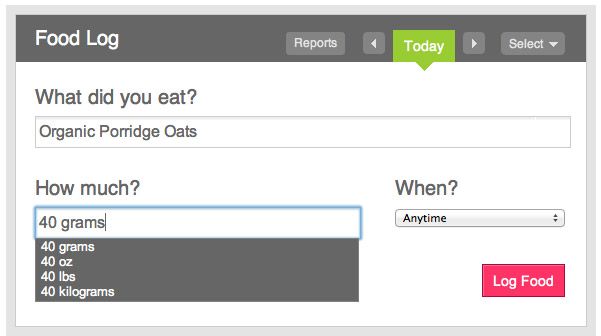 Food Log
Reports
Today
Select
What did you eat?
Organic Porridge Oats
How much?
When?
40 grams
Anytime
40 grams
40 oz
40 lbs
40 kilograms
Log Food